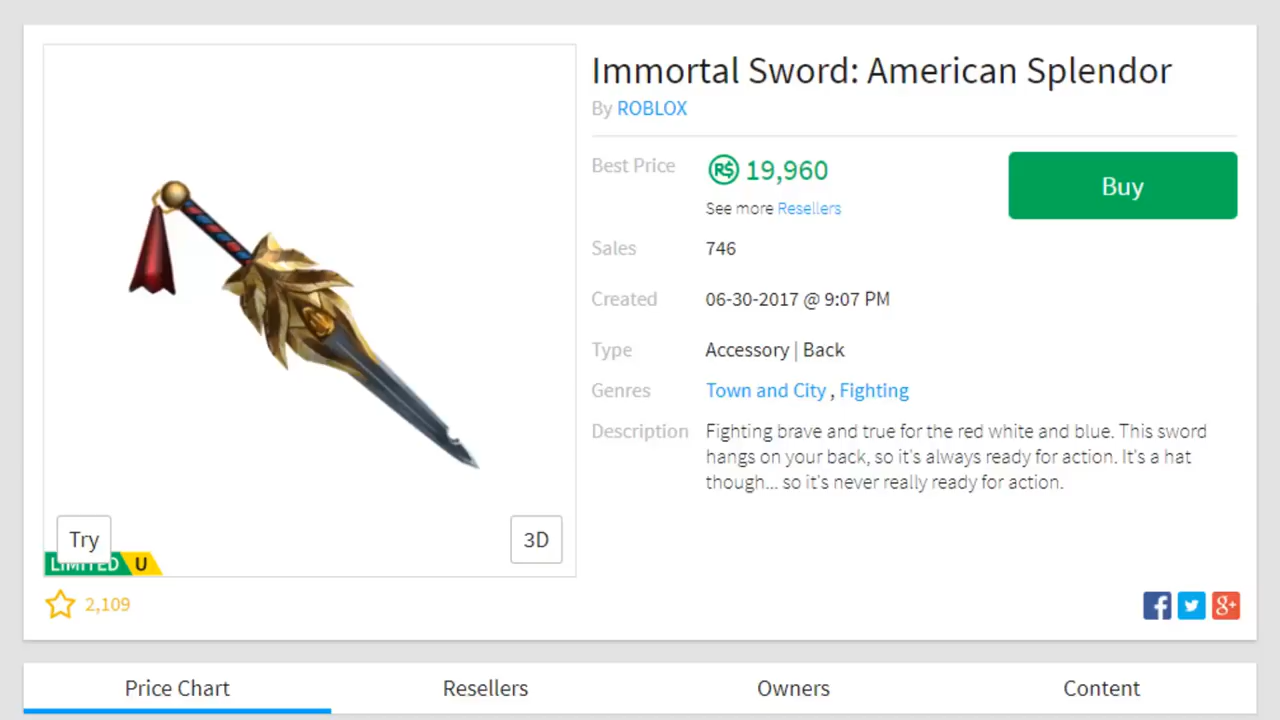 Immortal Sword: American Splendor
By ROBLOX
Best Price R$ 19,960
Buy
See more Resellers
Sales 746
Created 06-30-2017 @ 9:07 PM
Type Accessory | Back
Genres Town and City , Fighting
Description Fighting brave and true for the red white and blue. This sword
hangs on your back, so it's always ready for action. It's a hat
though... so it's never really ready for action.
Try
3D
LIMITED U
2,109
f
g+
Price Chart Resellers Owners Content